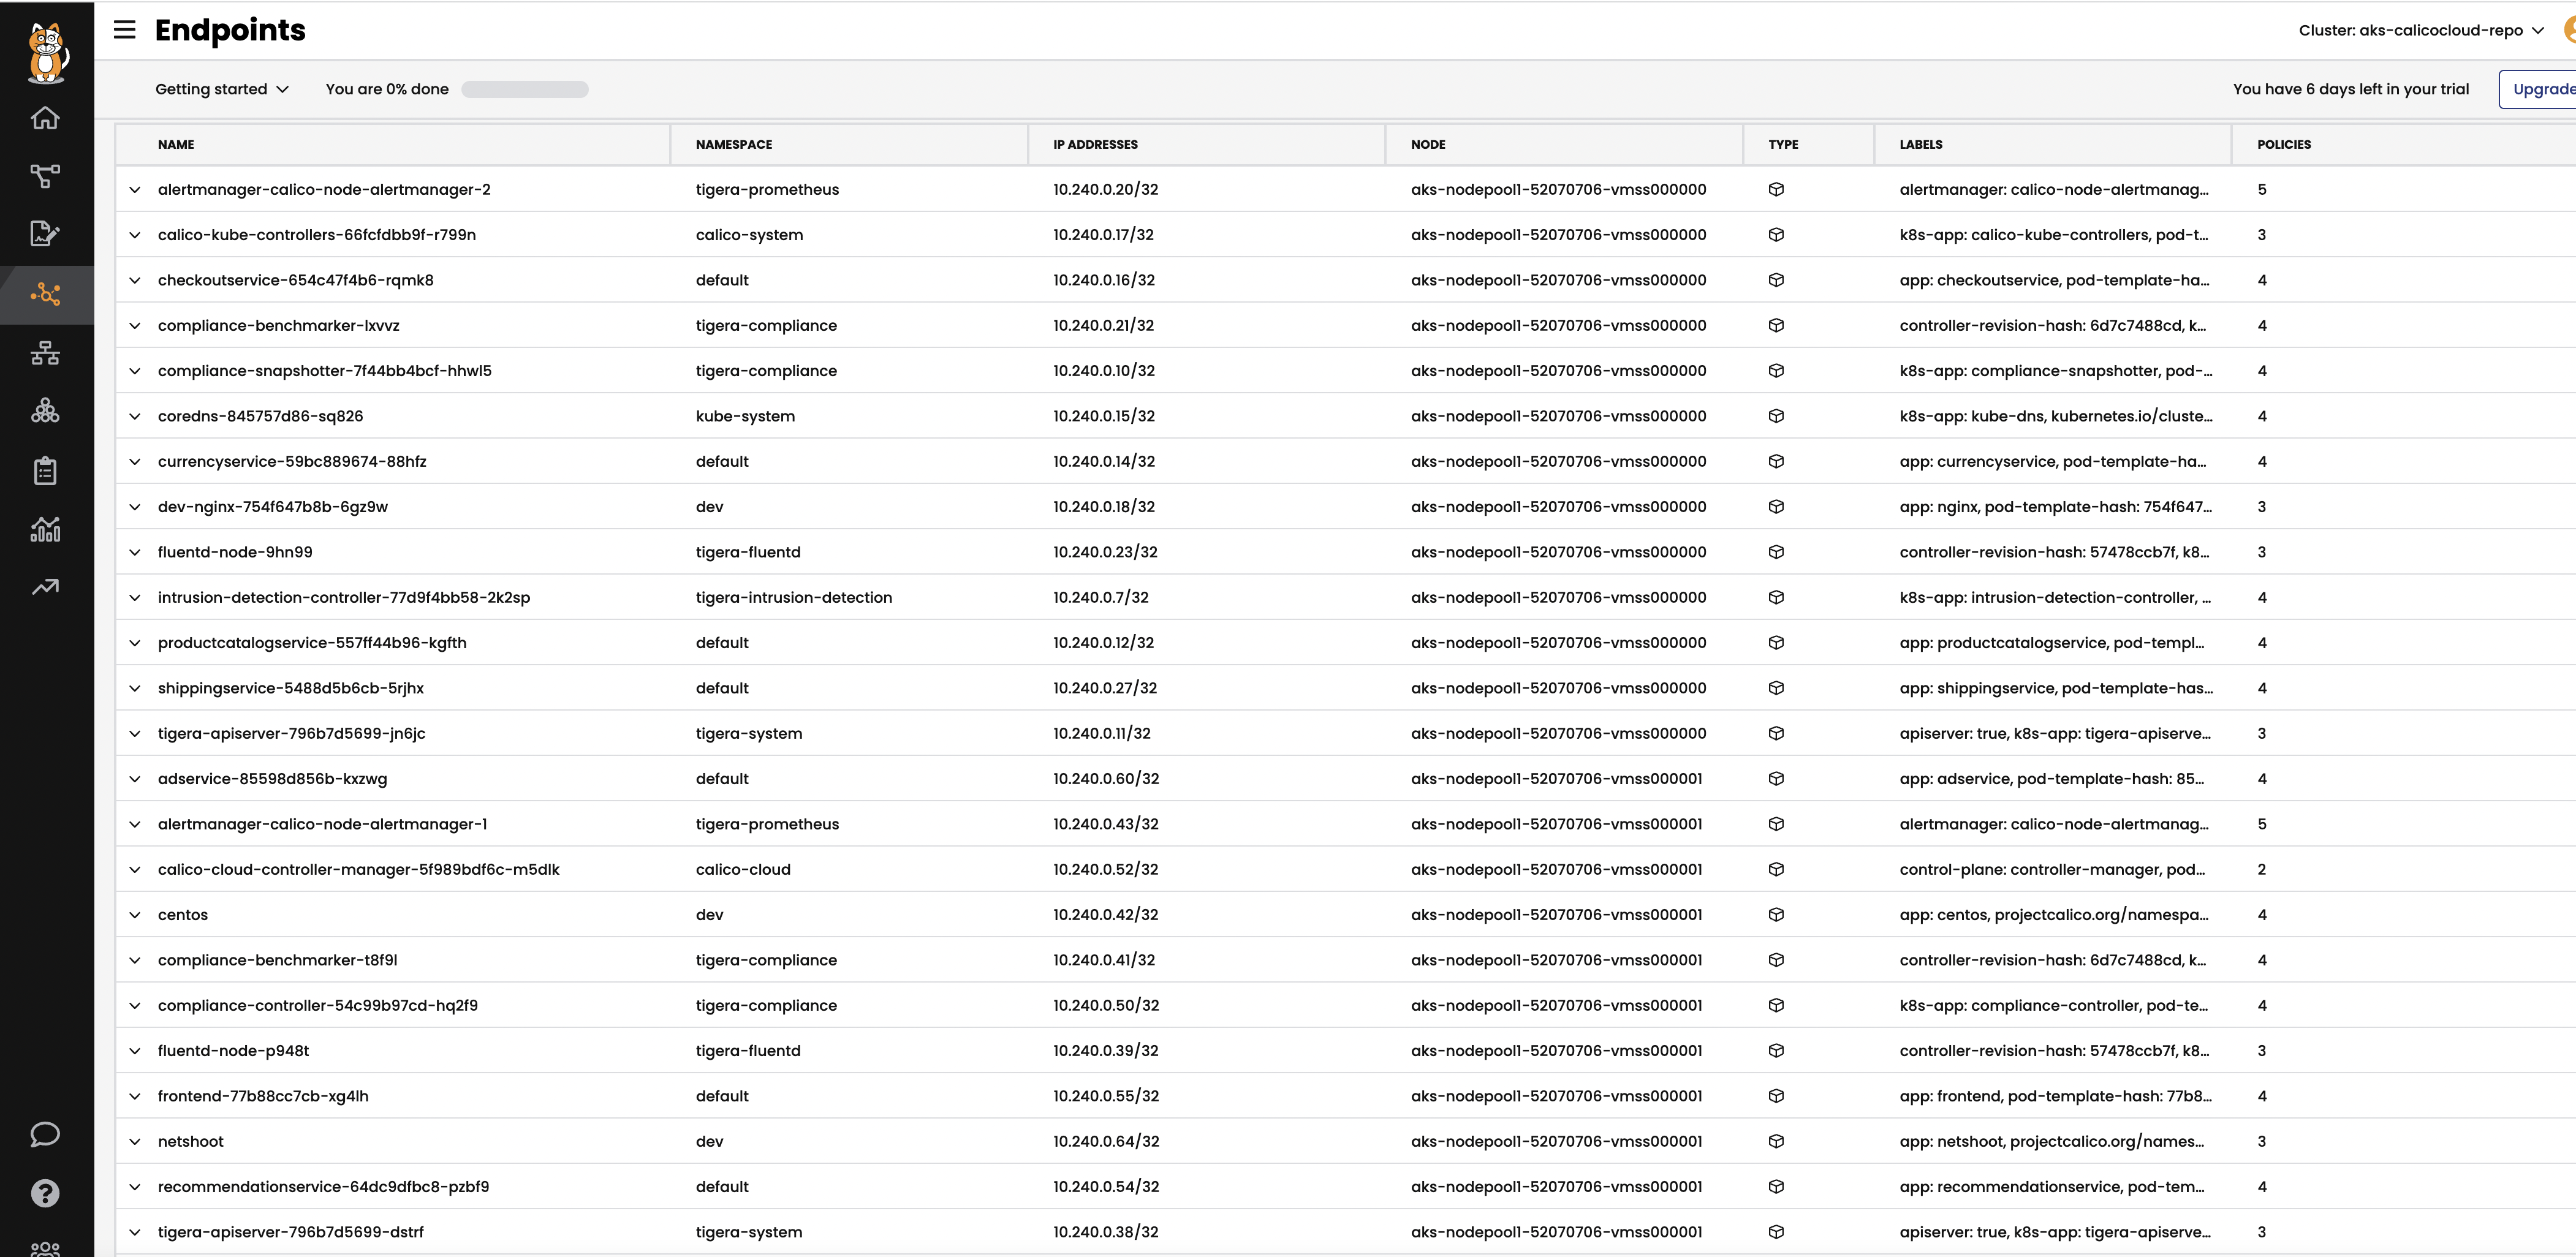 Endpoints
Cluster: aks-calicocloud-repo
Getting started You are 0% done You have 6 days left in your trial Upgrade
NAME NAMESPACE IP ADDRESSES NODE TYPE LABELS POLICIES
alertmanager-calico-node-alertmanager-2 tigera-prometheus 10.240.0.20/32 aks-nodepool1-52070706-vmss000000 alertmanager: calico-node-alertmanag... 5
calico-kube-controllers-66fcfdbb9f-r799n calico-system 10.240.0.17/32 aks-nodepool1-52070706-vmss000000 k8s-app: calico-kube-controllers, pod-t... 3
checkoutservice-654c47f4b6-rqmk8 default 10.240.0.16/32 aks-nodepool1-52070706-vmss000000 app: checkoutservice, pod-template-ha... 4
compliance-benchmarker-lxvvz tigera-compliance 10.240.0.21/32 aks-nodepool1-52070706-vmss000000 controller-revision-hash: 6d7c7488cd, k... 4
compliance-snapshotter-7f44bb4bcf-hhwl5 tigera-compliance 10.240.0.10/32 aks-nodepool1-52070706-vmss000000 k8s-app: compliance-snapshotter, pod-... 4
coredns-845757d86-sq826 kube-system 10.240.0.15/32 aks-nodepool1-52070706-vmss000000 k8s-app: kube-dns, kubernetes.io/cluste... 4
currencyservice-59bc889674-88hfz default 10.240.0.14/32 aks-nodepool1-52070706-vmss000000 app: currencyservice, pod-template-ha... 4
dev-nginx-754f647b8b-6gz9w dev 10.240.0.18/32 aks-nodepool1-52070706-vmss000000 app: nginx, pod-template-hash: 754f647... 3
fluentd-node-9hn99 tigera-fluentd 10.240.0.23/32 aks-nodepool1-52070706-vmss000000 controller-revision-hash: 57478ccb7f, k8... 3
intrusion-detection-controller-77d9f4bb58-2k2sp tigera-intrusion-detection 10.240.0.7/32 aks-nodepool1-52070706-vmss000000 k8s-app: intrusion-detection-controller, ... 4
productcatalogservice-557ff44b96-kgfth default 10.240.0.12/32 aks-nodepool1-52070706-vmss000000 app: productcatalogservice, pod-templ... 4
shippingservice-5488d5b6cb-5rjhx default 10.240.0.27/32 aks-nodepool1-52070706-vmss000000 app: shippingservice, pod-template-has... 4
tigera-apiserver-796b7d5699-jn6jc tigera-system 10.240.0.11/32 aks-nodepool1-52070706-vmss000000 apiserver: true, k8s-app: tigera-apiserve... 3
adservice-85598d856b-kxzwg default 10.240.0.60/32 aks-nodepool1-52070706-vmss000001 app: adservice, pod-template-hash: 85... 4
alertmanager-calico-node-alertmanager-1 tigera-prometheus 10.240.0.43/32 aks-nodepool1-52070706-vmss000001 alertmanager: calico-node-alertmanag... 5
calico-cloud-controller-manager-5f989bdf6c-m5dlk calico-cloud 10.240.0.52/32 aks-nodepool1-52070706-vmss000001 control-plane: controller-manager, pod... 2
centos dev 10.240.0.42/32 aks-nodepool1-52070706-vmss000001 app: centos, projectcalico.org/namespa... 4
compliance-benchmarker-t8f9l tigera-compliance 10.240.0.41/32 aks-nodepool1-52070706-vmss000001 controller-revision-hash: 6d7c7488cd, k... 4
compliance-controller-54c99b97cd-hq2f9 tigera-compliance 10.240.0.50/32 aks-nodepool1-52070706-vmss000001 k8s-app: compliance-controller, pod-te... 4
fluentd-node-p948t tigera-fluentd 10.240.0.39/32 aks-nodepool1-52070706-vmss000001 controller-revision-hash: 57478ccb7f, k8... 3
frontend-77b88cc7cb-xg4lh default 10.240.0.55/32 aks-nodepool1-52070706-vmss000001 app: frontend, pod-template-hash: 77b8... 4
netshoot dev 10.240.0.64/32 aks-nodepool1-52070706-vmss000001 app: netshoot, projectcalico.org/names... 3
recommendationservice-64dc9dfbc8-pzbf9 default 10.240.0.54/32 aks-nodepool1-52070706-vmss000001 app: recommendationservice, pod-tem... 4
tigera-apiserver-796b7d5699-dstrf tigera-system 10.240.0.38/32 aks-nodepool1-52070706-vmss000001 apiserver: true, k8s-app: tigera-apiserve... 3